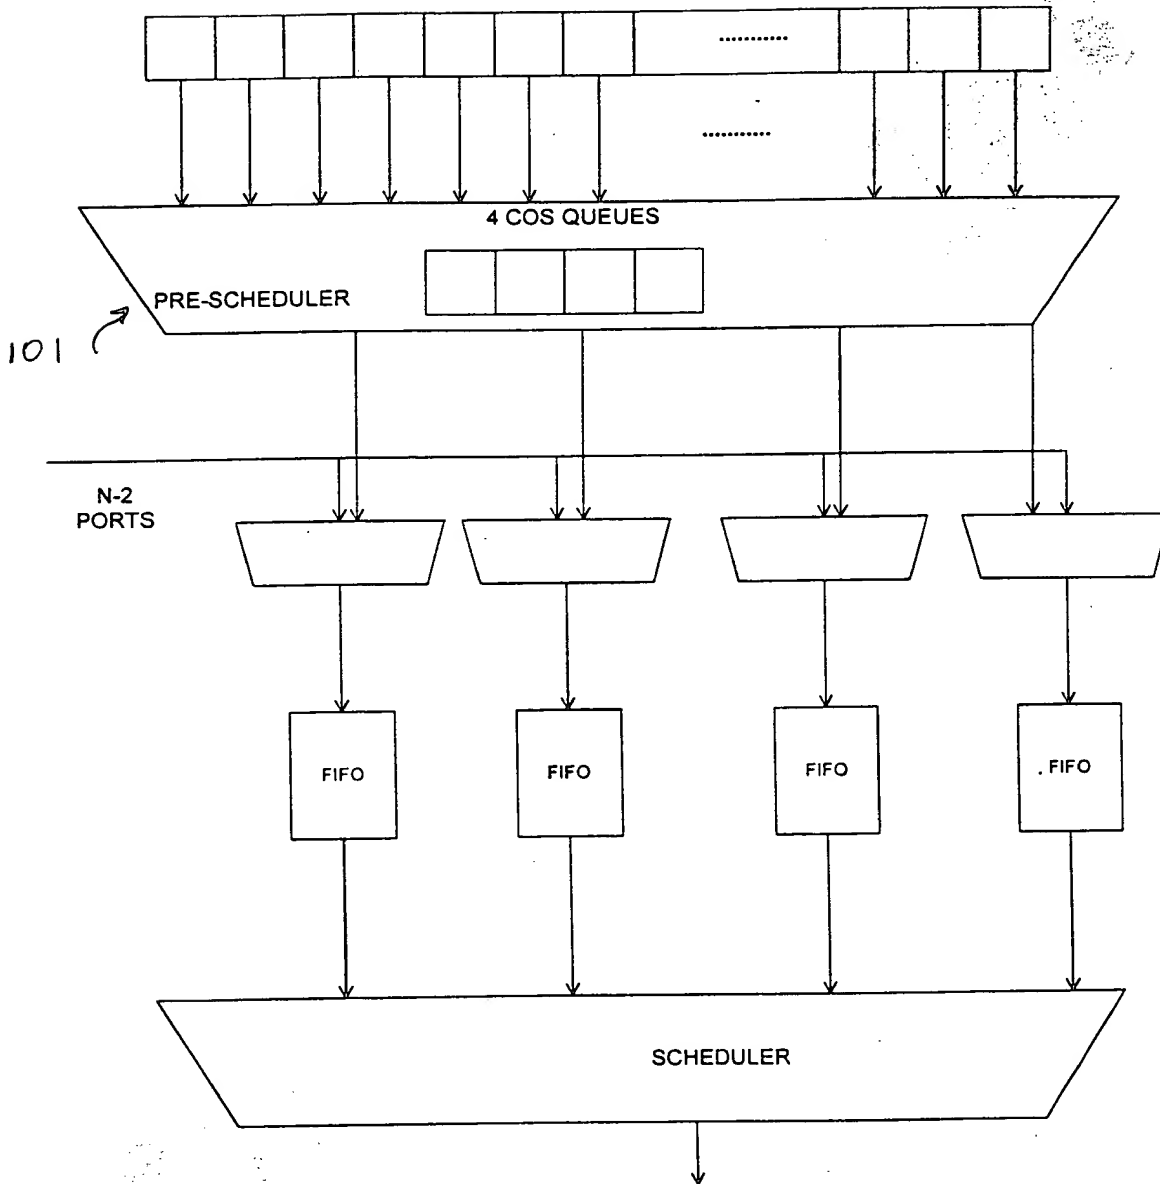 4 COS QUEUES
PRE-SCHEDULER
101
N-2
PORTS
FIFO
FIFO
FIFO
FIFO
SCHEDULER